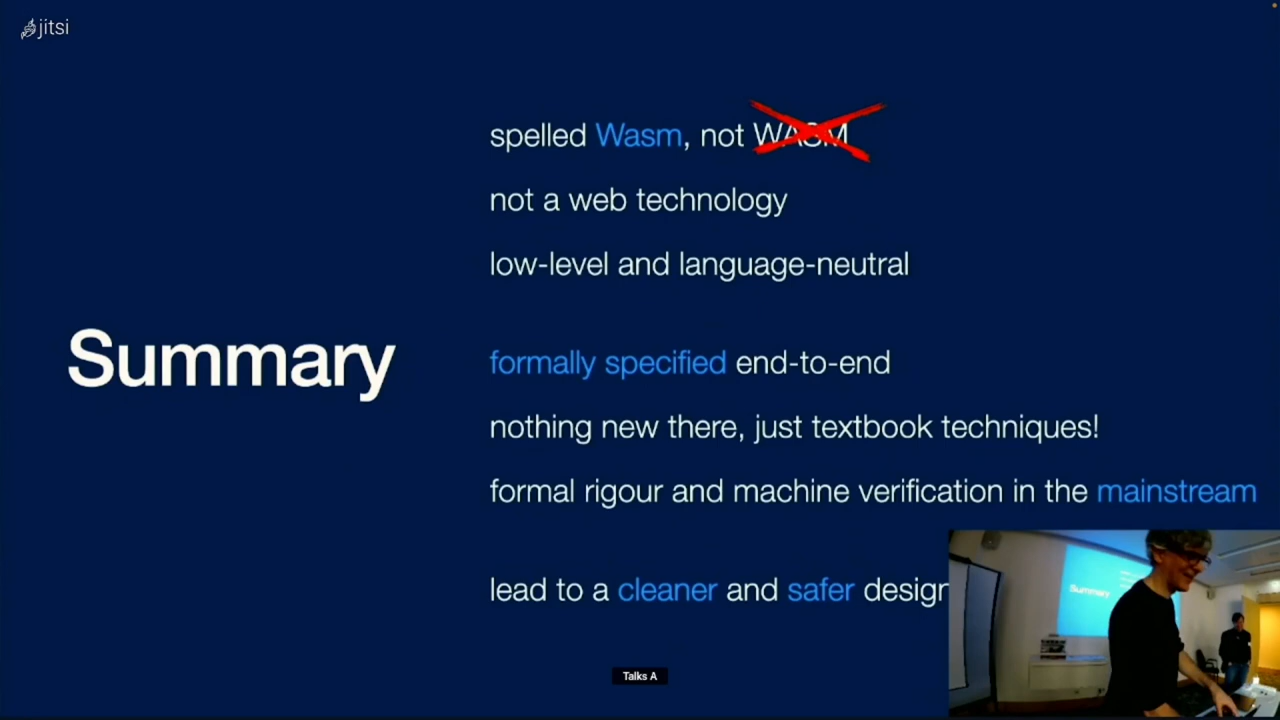 jitsi
spelled Wasm, not WASM
not a web technology
low-level and language-neutral
Summary
formally specified end-to-end
nothing new there, just textbook techniques!
formal rigour and machine verification in the mainstream
lead to a cleaner and safer design
Summary
Talks A